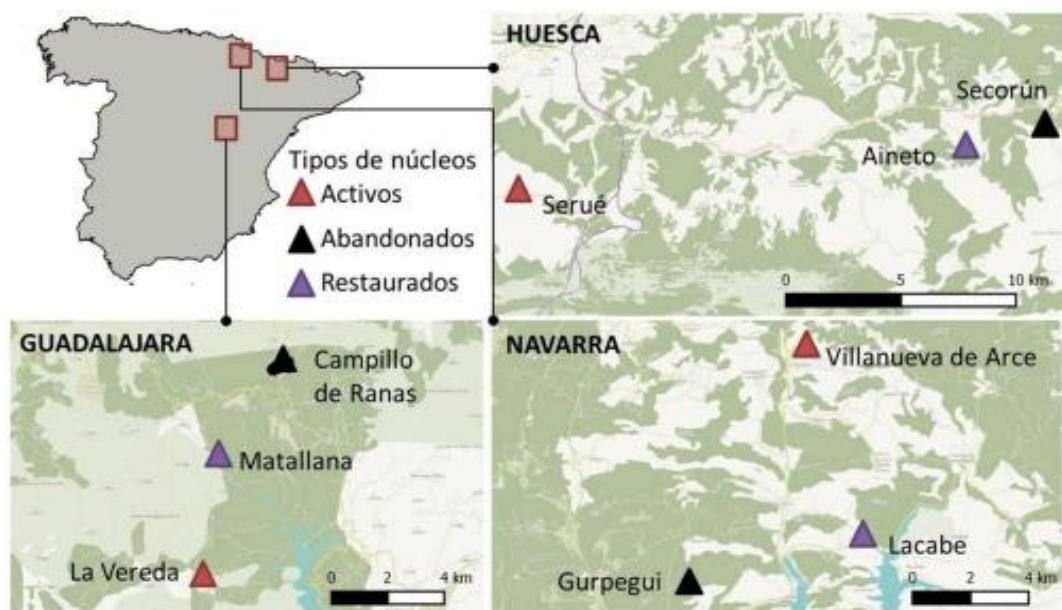 Tipos de núcleos
Activos
Abandonados
Restaurados
HUESCA
Secorún
Aineto
Serué
0 5 10 km
GUADALAJARA
Campillo
de Ranas
Matallana
La Vereda
0 2 4 km
NAVARRA
Villanueva de Arce
Lacabe
Gurpegui
0 2 4 km